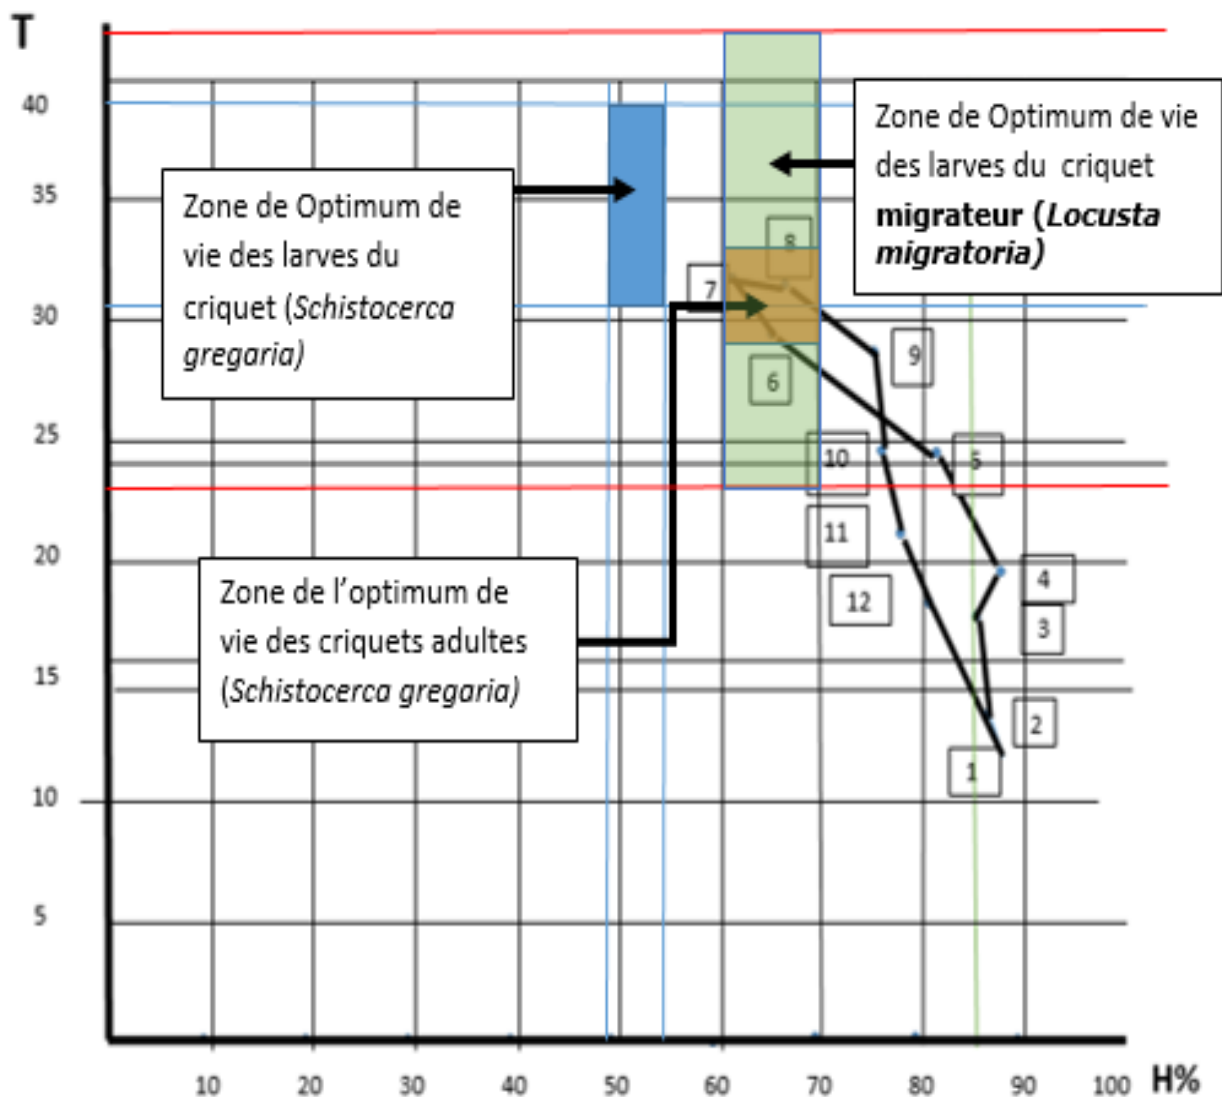 T
40
35
30
25
20
15
10
5
Zone de Optimum de vie
des larves du criquet
migrateur (Locusta
migratoria)
Zone de Optimum de
vie des larves du
criquet (Schistocerca
gregaria)
8
7
9
6
10
5
11
12
4
3
2
1
Zone de l’optimum de
vie des criquets adultes
(Schistocerca gregaria)
10 20 30 40 50 60 70 80 90 100 H%